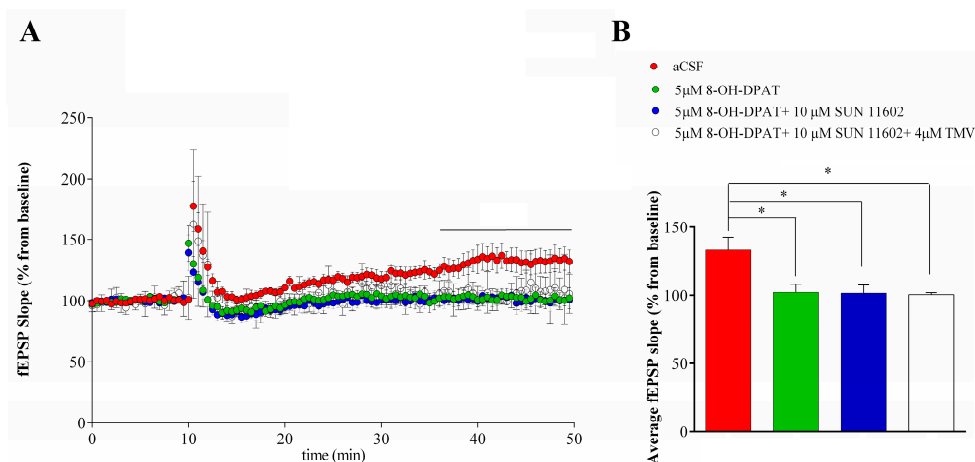 A
B
aCSF
5μM 8-OH-DPAT
5μM 8-OH-DPAT+ 10 μM SUN 11602
5μM 8-OH-DPAT+ 10 μM SUN 11602+ 4μM TMV
fEPSP Slope (% from baseline)
250
200
150
100
50
0
0
10
20
30
40
50
time (min)
Average fEPSP slope (% from baseline)
150
100
50
0
*
*
*